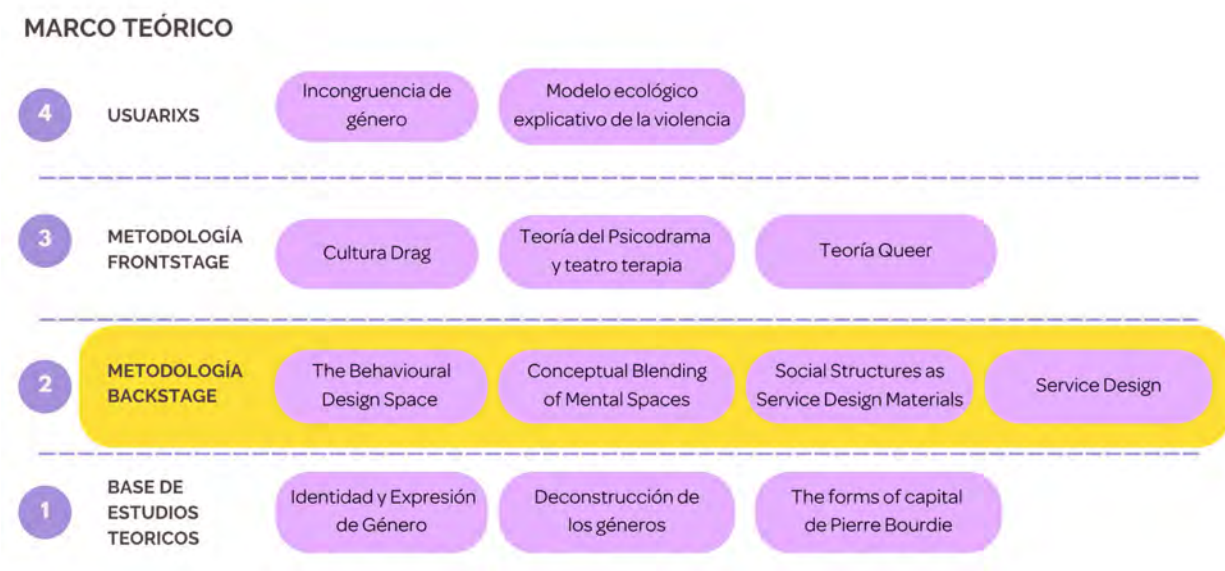 MARCO TEÓRICO
4
USUARIXS
Incongruencia de
género
Modelo ecológico
explicativo de la violencia
3
METODOLOGÍA
FRONTSTAGE
Cultura Drag
Teoría del Psicodrama
y teatro terapia
Teoría Queer
2
METODOLOGÍA
BACKSTAGE
The Behavioural
Design Space
Conceptual Blending
of Mental Spaces
Social Structures as
Service Design Materials
Service Design
1
BASE DE
ESTUDIOS
TEORICOS
Identidad y Expresión
de Género
Deconstrucción de
los géneros
The forms of capital
de Pierre Bourdie